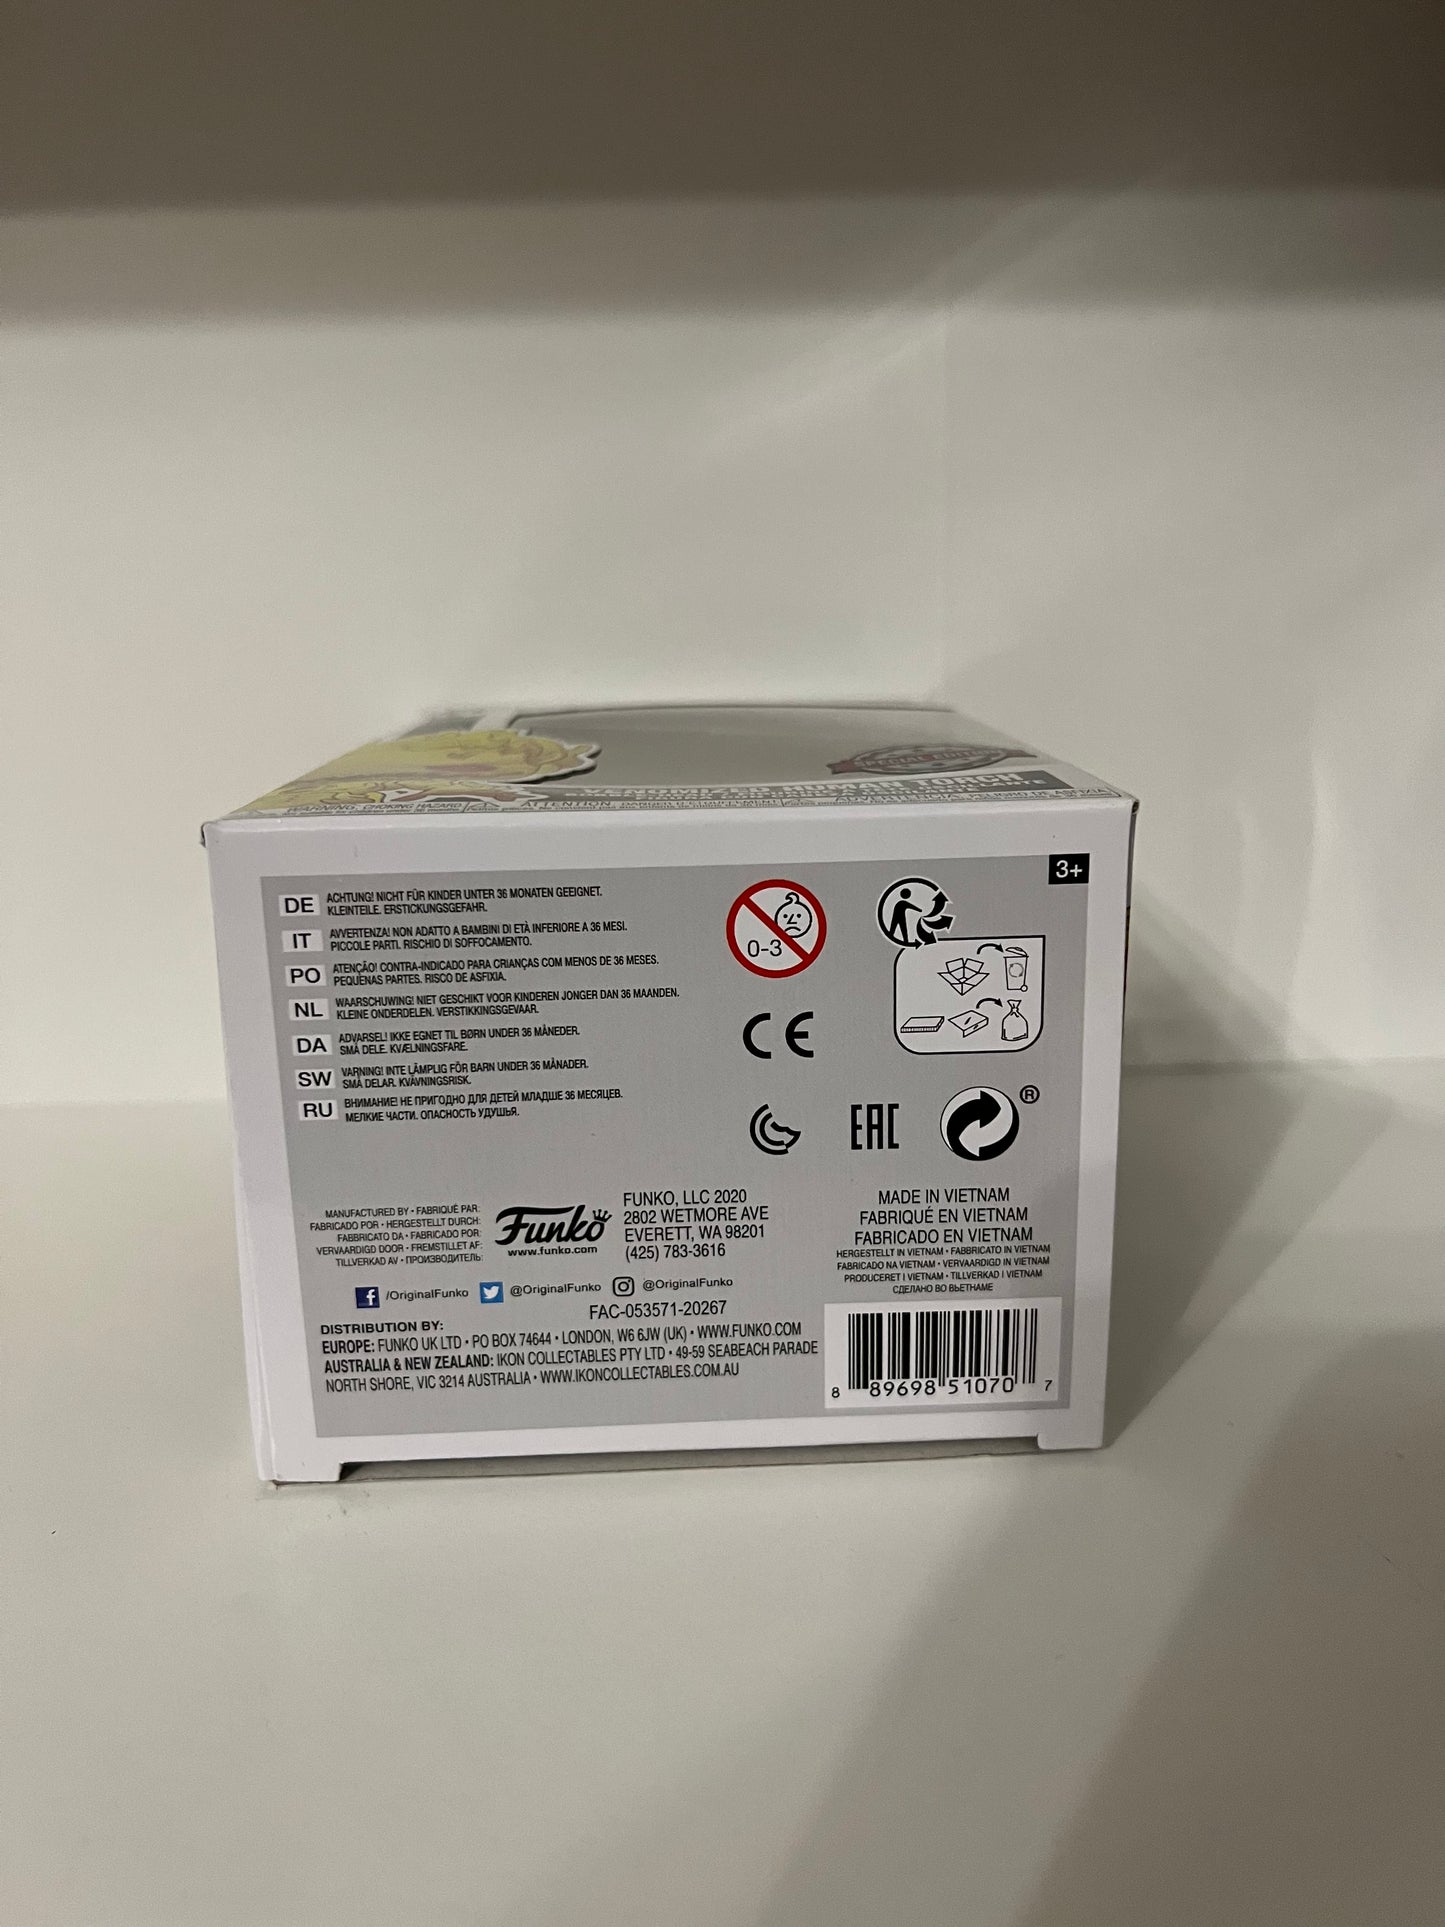 SPECIAL EDITION
VENOMIZED HUMAN TORCH
WARNING: CHOKING HAZARD
ATTENTION
3+
DE ACHTUNG! NICHT FÜR KINDER UNTER 36 MONATEN GEEIGNET.
KLEINTEILE. ERSTICKUNGSGEFAHR.
IT AVVERTENZA! NON ADATTO A BAMBINI DI ETÀ INFERIORE A 36 MESI.
PICCOLE PARTI. RISCHIO DI SOFFOCAMENTO.
PO ATENÇÃO! CONTRA-INDICADO PARA CRIANÇAS COM MENOS DE 36 MESES.
PEQUENAS PARTES. RISCO DE ASFIXIA.
NL WAARSCHUWING! NIET GESCHIKT VOOR KINDEREN JONGER DAN 36 MAANDEN.
KLEINE ONDERDELEN. VERSTIKKINGSGEVAAR.
DA ADVARSEL! IKKE EGNET TIL BØRN UNDER 36 MÅNEDER.
SMÅ DELE. KVÆLNINGSFARE.
SW VARNING! INTE LÄMPLIG FÖR BARN UNDER 36 MÅNADER.
SMÅ DELAR. KVÄVNINGSRISK.
RU ВНИМАНИЕ! НЕ ПРИГОДНО ДЛЯ ДЕТЕЙ МЛАДШЕ 36 МЕСЯЦЕВ.
МЕЛКИЕ ЧАСТИ. ОПАСНОСТЬ УДУШЬЯ.
0-3
CE
EAC
®
MANUFACTURED BY • FABRIQUÉ PAR:
FABRICADO POR • HERGESTELLT DURCH:
FABBRICATO DA • FABRICADO POR:
VERVAARDIGD DOOR • FREMSTILLET AF:
TILLVERKAD AV • ПРОИЗВОДИТЕЛЬ:
Funko
www.funko.com
FUNKO, LLC 2020
2802 WETMORE AVE
EVERETT, WA 98201
(425) 783-3616
MADE IN VIETNAM
FABRIQUÉ EN VIETNAM
FABRICADO EN VIETNAM
HERGESTELLT IN VIETNAM • FABBRICATO IN VIETNAM
FABRICADO NA VIETNAM • VERVAARDIGD IN VIETNAM
PRODUCERET I VIETNAM • TILLVERKAD I VIETNAM
СДЕЛАНО ВО ВЬЕТНАМЕ
/OriginalFunko @OriginalFunko @OriginalFunko
FAC-053571-20267
DISTRIBUTION BY:
EUROPE: FUNKO UK LTD • PO BOX 74644 • LONDON, W6 6JW (UK) • WWW.FUNKO.COM
AUSTRALIA & NEW ZEALAND: IKON COLLECTABLES PTY LTD • 49-59 SEABEACH PARADE
NORTH SHORE, VIC 3214 AUSTRALIA • WWW.IKONCOLLECTABLES.COM.AU
8 89698 51070 7